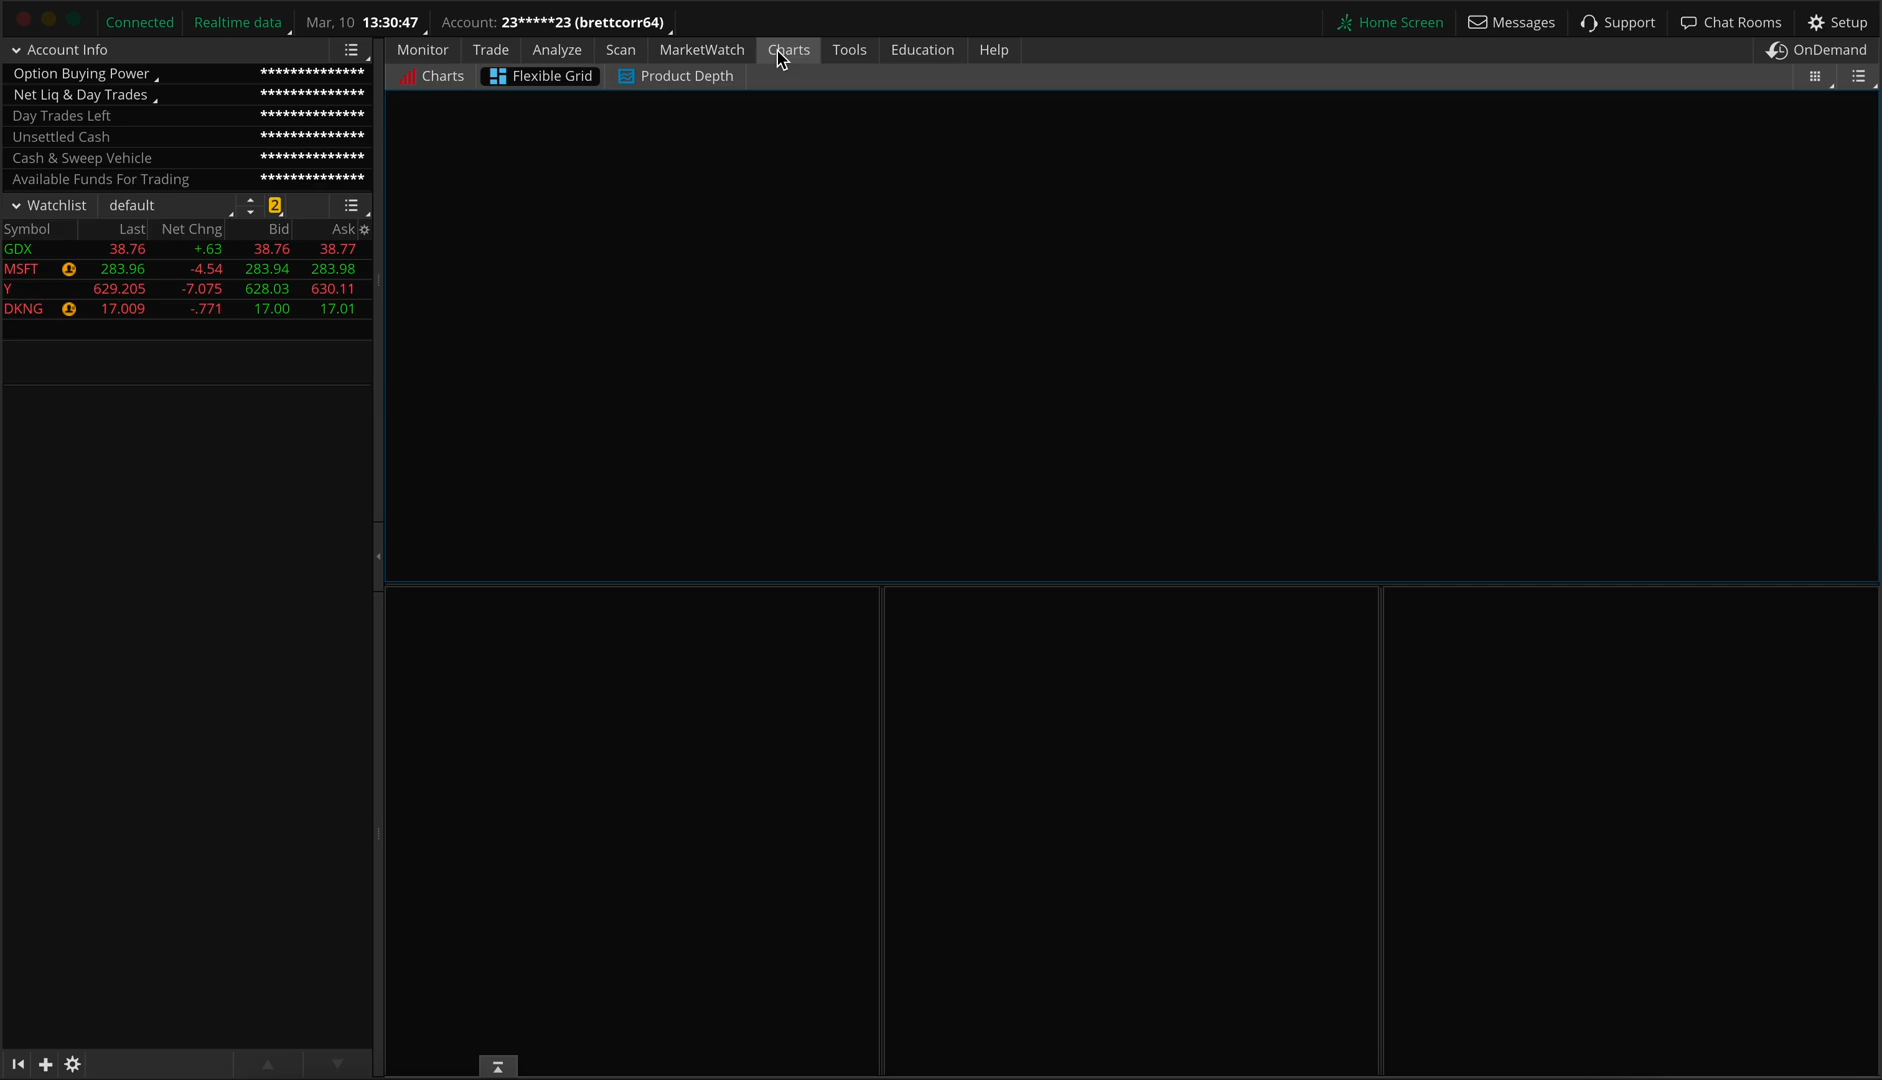 Connected Realtime data Mar, 10 13:30:47 Account: 23*****23 (brettcorr64) Home Screen Messages Support Chat Rooms Setup
Account Info Monitor Trade Analyze Scan MarketWatch Charts Tools Education Help OnDemand
Option Buying Power ************** Charts Flexible Grid Product Depth
Net Liq & Day Trades **************
Day Trades Left **************
Unsettled Cash **************
Cash & Sweep Vehicle **************
Available Funds For Trading **************
Watchlist default 2
Symbol Last Net Chng Bid Ask
GDX 38.76 +.63 38.76 38.77
MSFT 283.96 -4.54 283.94 283.98
Y 629.205 -7.075 628.03 630.11
DKNG 17.009 -.771 17.00 17.01